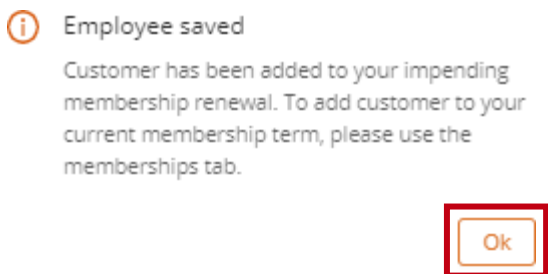 Employee saved
Customer has been added to your impending
membership renewal. To add customer to your
current membership term, please use the
memberships tab.
Ok